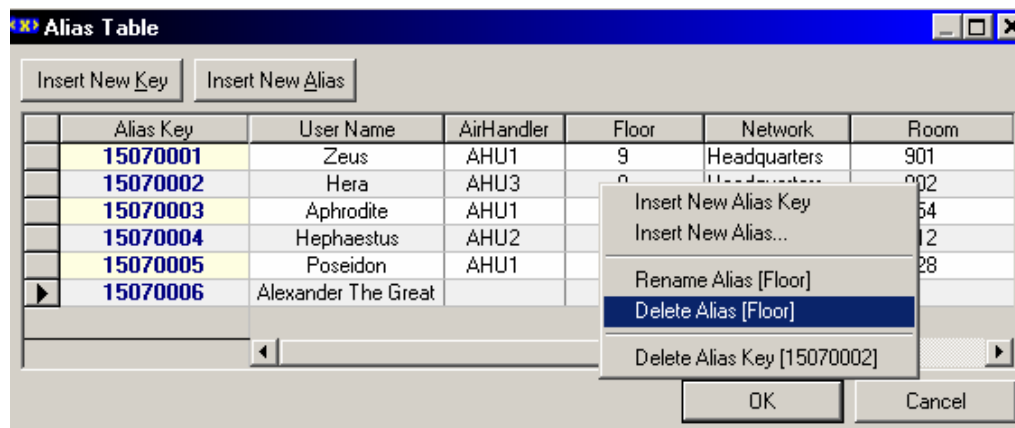 Alias Table
Insert New Key Insert New Alias
Alias Key User Name AirHandler Floor Network Room
15070001 Zeus AHU1 9 Headquarters 901
15070002 Hera AHU3
15070003 Aphrodite AHU1 54
15070004 Hephaestus AHU2 12
15070005 Poseidon AHU1 28
15070006 Alexander The Great
Insert New Alias Key
Insert New Alias...
Rename Alias [Floor]
Delete Alias [Floor]
Delete Alias Key [15070002]
OK Cancel